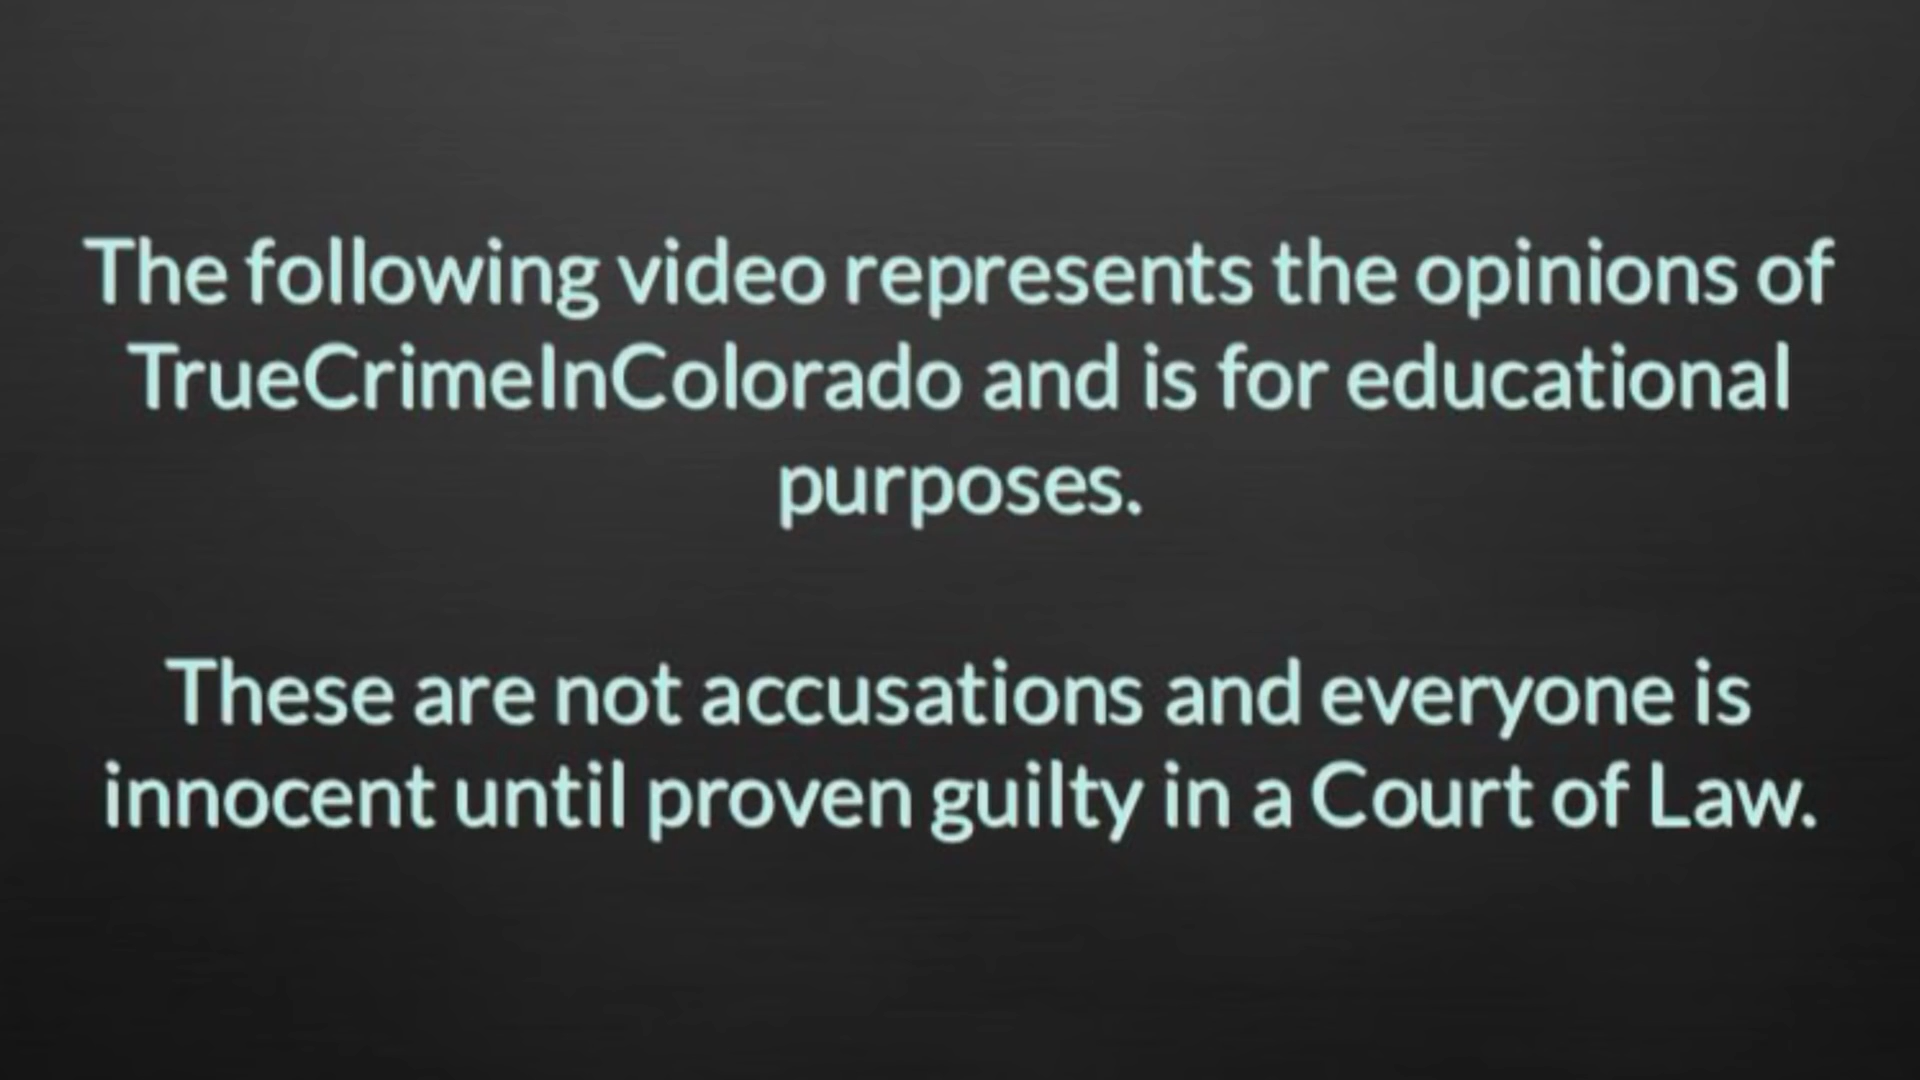 The following video represents the opinions of
TrueCrimeInColorado and is for educational
purposes.
These are not accusations and everyone is
innocent until proven guilty in a Court of Law.